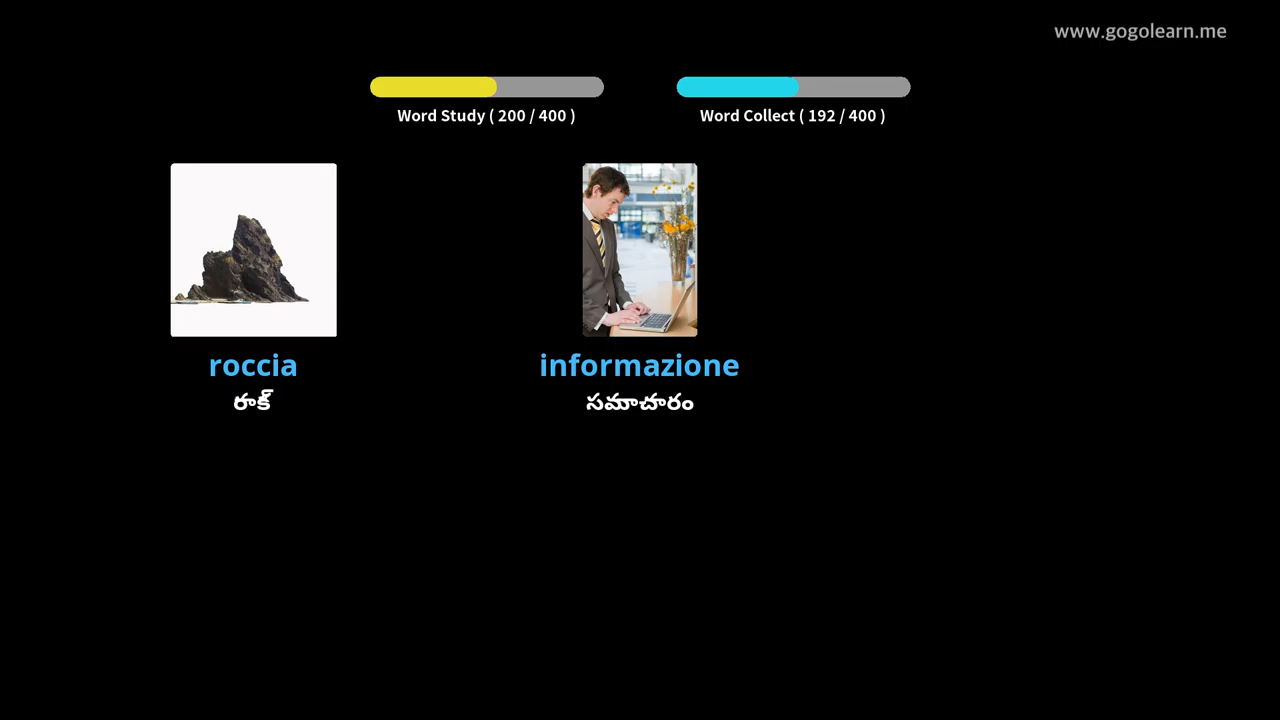 www.gogolearn.me
Word Study ( 200 / 400 )
Word Collect ( 192 / 400 )
roccia
informazione
రాక్
సమాచారం